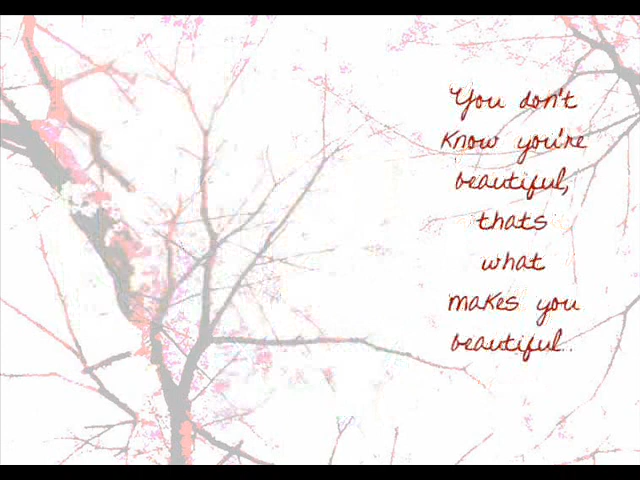 You don't
know you're
beautiful,
thats
what
makes you
beautiful..